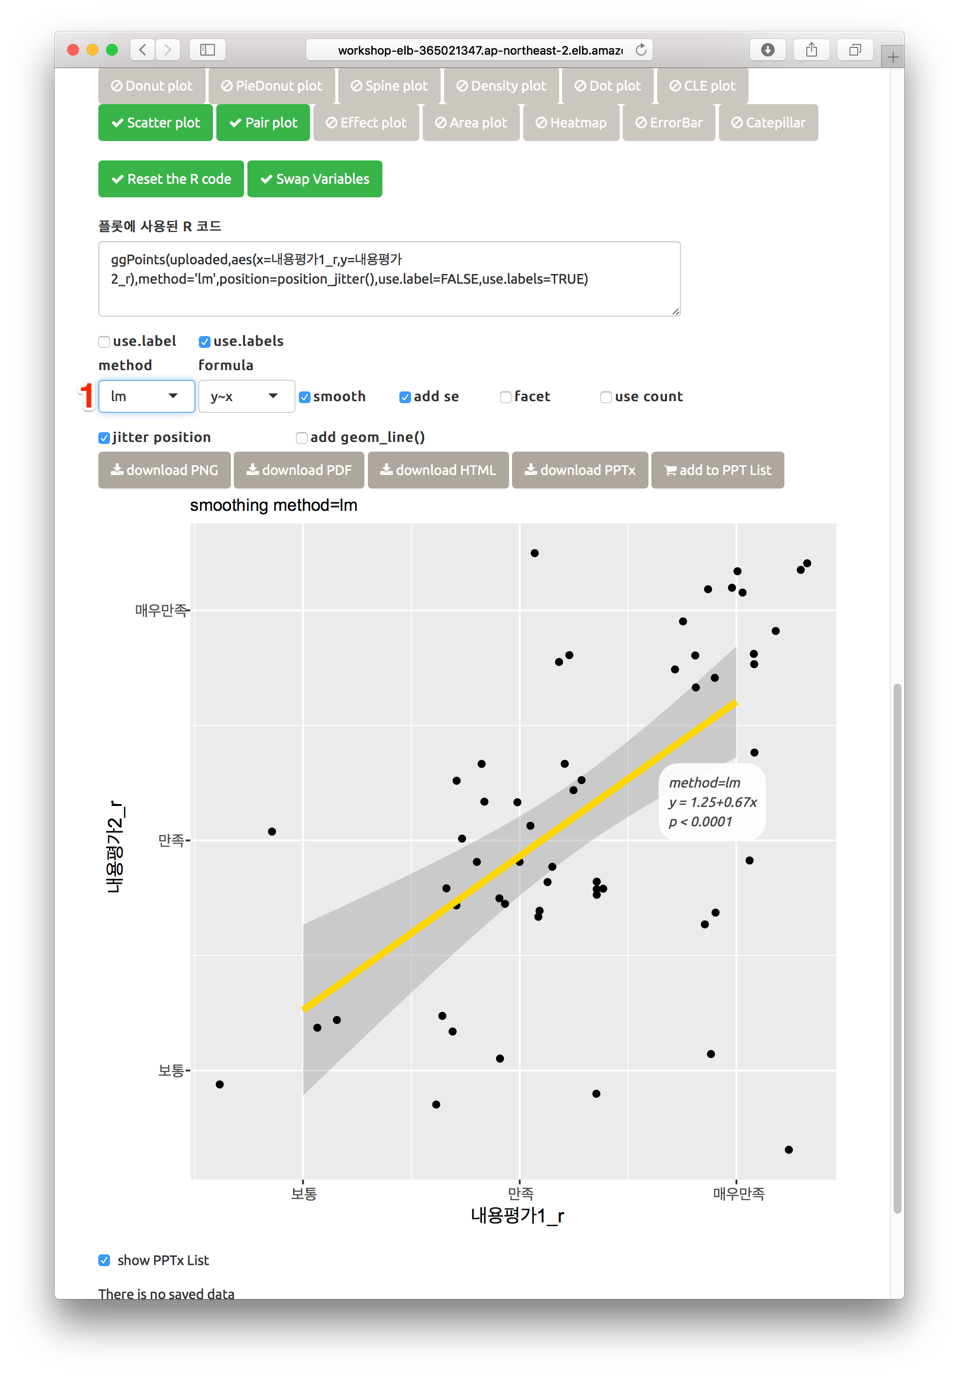 workshop-elb-365021347.ap-northeast-2.elb.amaz
Donut plot PieDonut plot Spine plot Density plot Dot plot CLE plot
Scatter plot Pair plot Effect plot Area plot Heatmap ErrorBar Catepillar
Reset the R code Swap Variables
플롯에 사용된 R 코드
ggPoints(uploaded,aes(x=내용평가1_r,y=내용평가
2_r),method='lm',position=position_jitter(),use.label=FALSE,use.labels=TRUE)
use.label use.labels
method formula
1 lm y~x smooth add se facet use count
jitter position add geom_line()
download PNG download PDF download HTML download PPTx add to PPT List
smoothing method=lm
매우만족
method=lm
y = 1.25+0.67x
p < 0.0001
만족
내용평가2_r
보통
보통 만족 매우만족
내용평가1_r
show PPTx List
There is no saved data